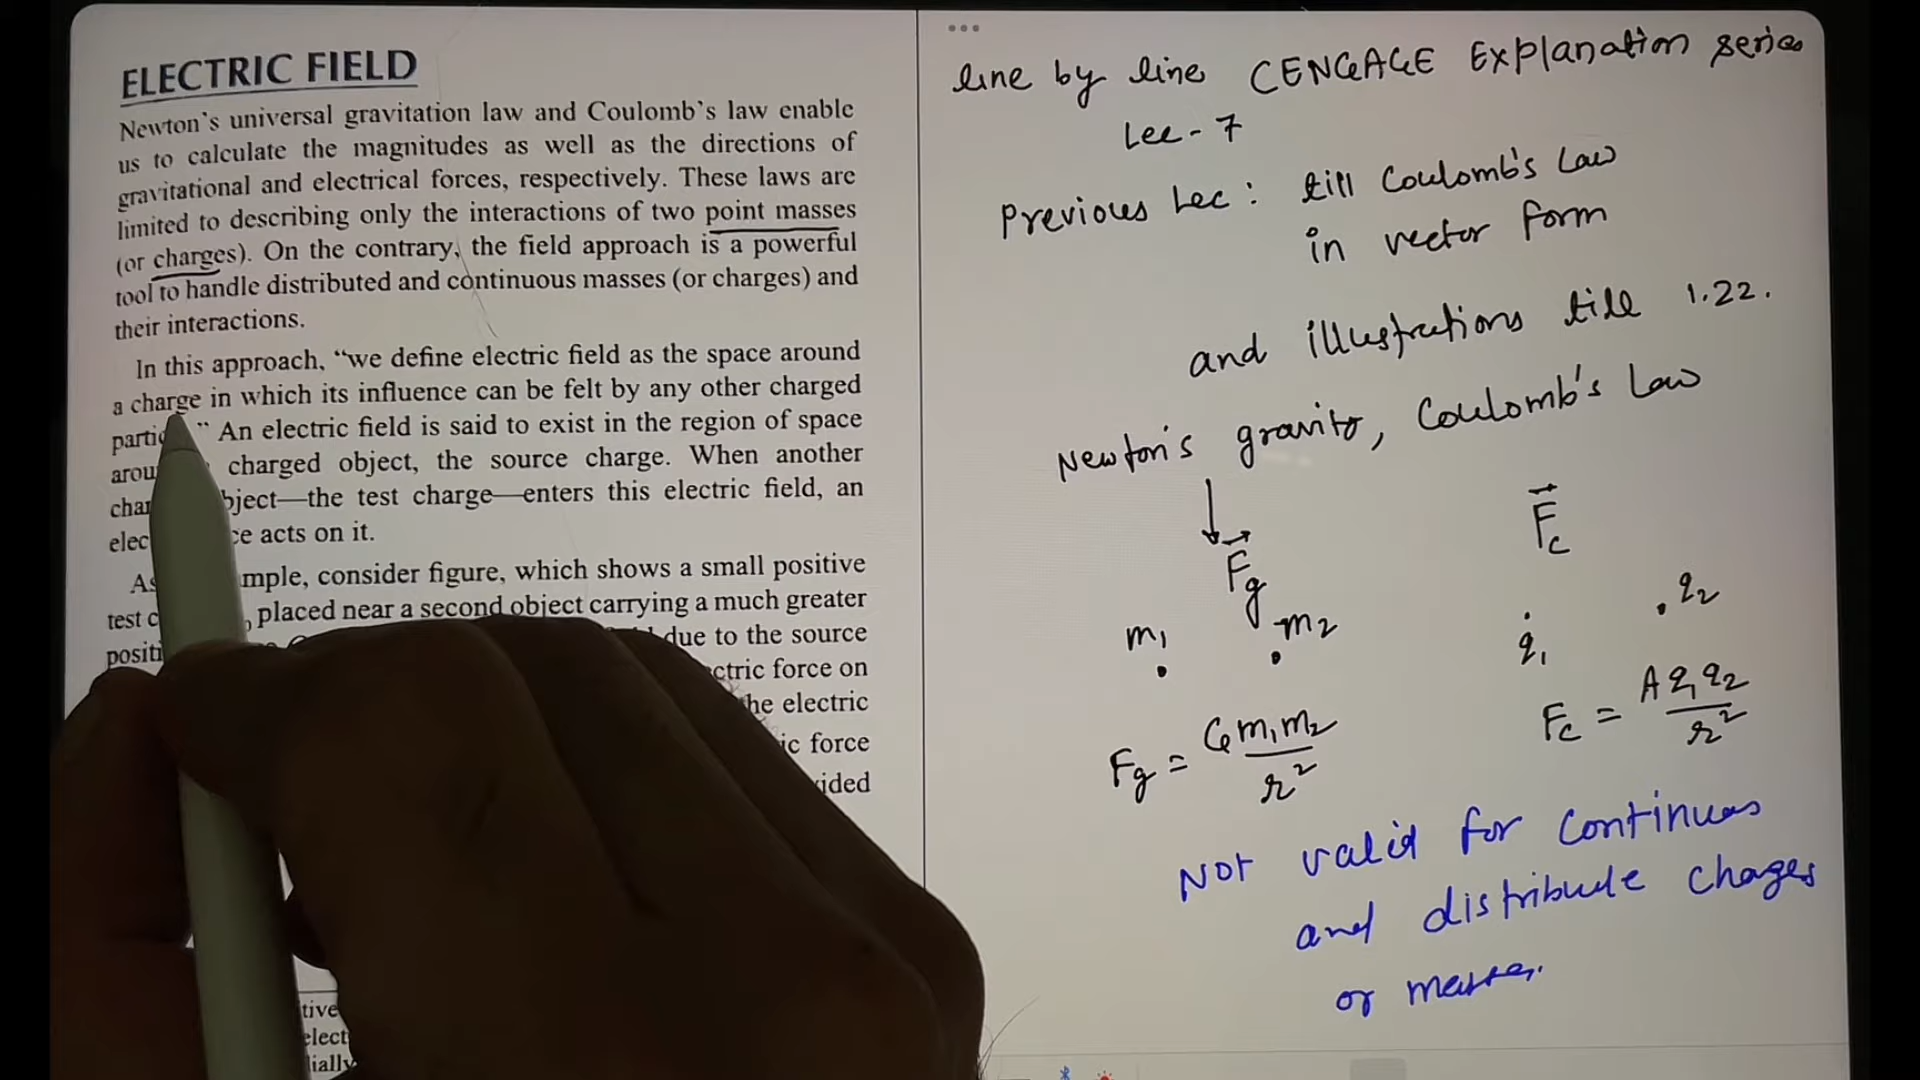 ELECTRIC FIELD
Newton's universal gravitation law and Coulomb's law enable
us to calculate the magnitudes as well as the directions of
gravitational and electrical forces, respectively. These laws are
limited to describing only the interactions of two point masses
(or charges). On the contrary, the field approach is a powerful
tool to handle distributed and continuous masses (or charges) and
their interactions.
In this approach, “we define electric field as the space around
a charge in which its influence can be felt by any other charged
” An electric field is said to exist in the region of space
charged object, the source charge. When another
the test charge—enters this electric field, an
acts on it.
consider figure, which shows a small positive
test placed near a second object carrying a much greater
due to the source
force on
electric
force
line by line CENGAGE Explanation series
Lec - 7
Previous Lec : till Coulomb's Law
in vector form
and illustrations till 1.22.
Newton's gravito, Coulomb's Law
F⃗g
F⃗c
m1 m2
q1 q2
Fg = Gm1m2/r²
Fc = Aq1q2/r²
Not valid for continuos
and distribute chages
or masses.